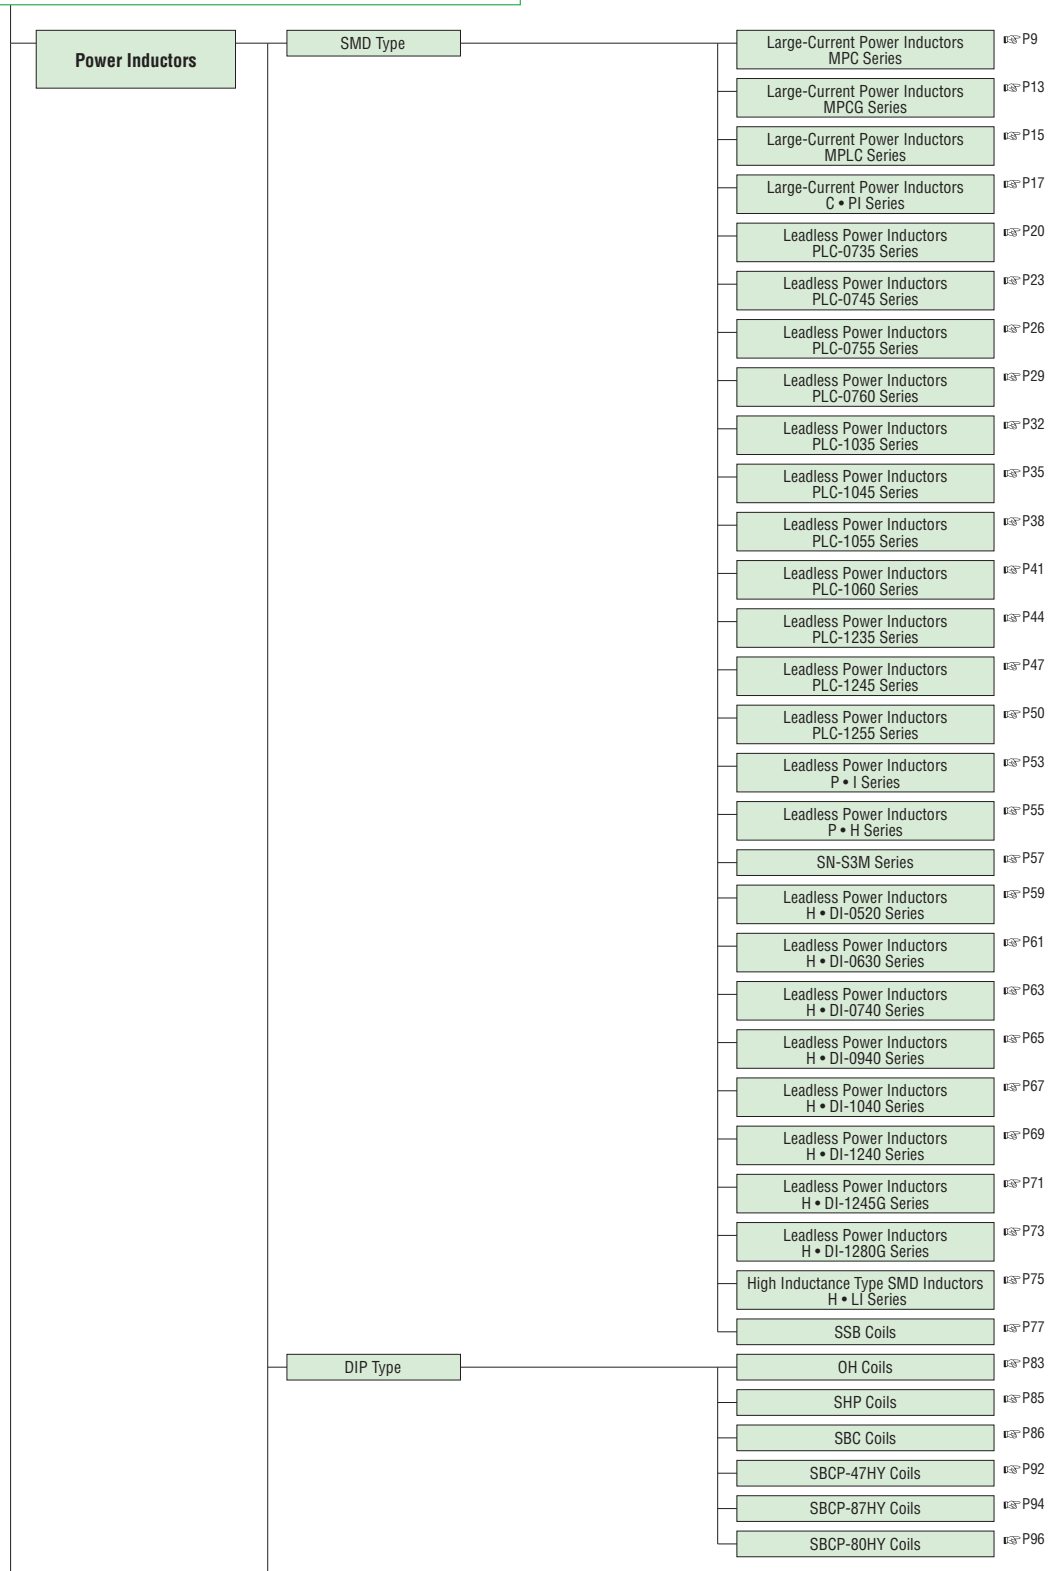 Power Inductors
SMD Type
Large-Current Power Inductors
MPC Series
☞P9
Large-Current Power Inductors
MPCG Series
☞P13
Large-Current Power Inductors
MPLC Series
☞P15
Large-Current Power Inductors
C • PI Series
☞P17
Leadless Power Inductors
PLC-0735 Series
☞P20
Leadless Power Inductors
PLC-0745 Series
☞P23
Leadless Power Inductors
PLC-0755 Series
☞P26
Leadless Power Inductors
PLC-0760 Series
☞P29
Leadless Power Inductors
PLC-1035 Series
☞P32
Leadless Power Inductors
PLC-1045 Series
☞P35
Leadless Power Inductors
PLC-1055 Series
☞P38
Leadless Power Inductors
PLC-1060 Series
☞P41
Leadless Power Inductors
PLC-1235 Series
☞P44
Leadless Power Inductors
PLC-1245 Series
☞P47
Leadless Power Inductors
PLC-1255 Series
☞P50
Leadless Power Inductors
P • I Series
☞P53
Leadless Power Inductors
P • H Series
☞P55
SN-S3M Series
☞P57
Leadless Power Inductors
H • DI-0520 Series
☞P59
Leadless Power Inductors
H • DI-0630 Series
☞P61
Leadless Power Inductors
H • DI-0740 Series
☞P63
Leadless Power Inductors
H • DI-0940 Series
☞P65
Leadless Power Inductors
H • DI-1040 Series
☞P67
Leadless Power Inductors
H • DI-1240 Series
☞P69
Leadless Power Inductors
H • DI-1245G Series
☞P71
Leadless Power Inductors
H • DI-1280G Series
☞P73
High Inductance Type SMD Inductors
H • LI Series
☞P75
SSB Coils
☞P77
DIP Type
OH Coils
☞P83
SHP Coils
☞P85
SBC Coils
☞P86
SBCP-47HY Coils
☞P92
SBCP-87HY Coils
☞P94
SBCP-80HY Coils
☞P96